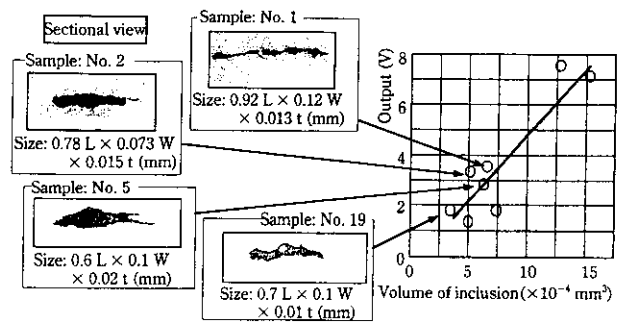 Sectional view
Sample: No. 1
Size: 0.92 L × 0.12 W
× 0.013 t (mm)
Sample: No. 2
Size: 0.78 L × 0.073 W
× 0.015 t (mm)
Sample: No. 5
Size: 0.6 L × 0.1 W
× 0.02 t (mm)
Sample: No. 19
Size: 0.7 L × 0.1 W
× 0.01 t (mm)
Output (V)
8
6
4
2
0
5
10
15
Volume of inclusion (×10⁻⁴ mm³)